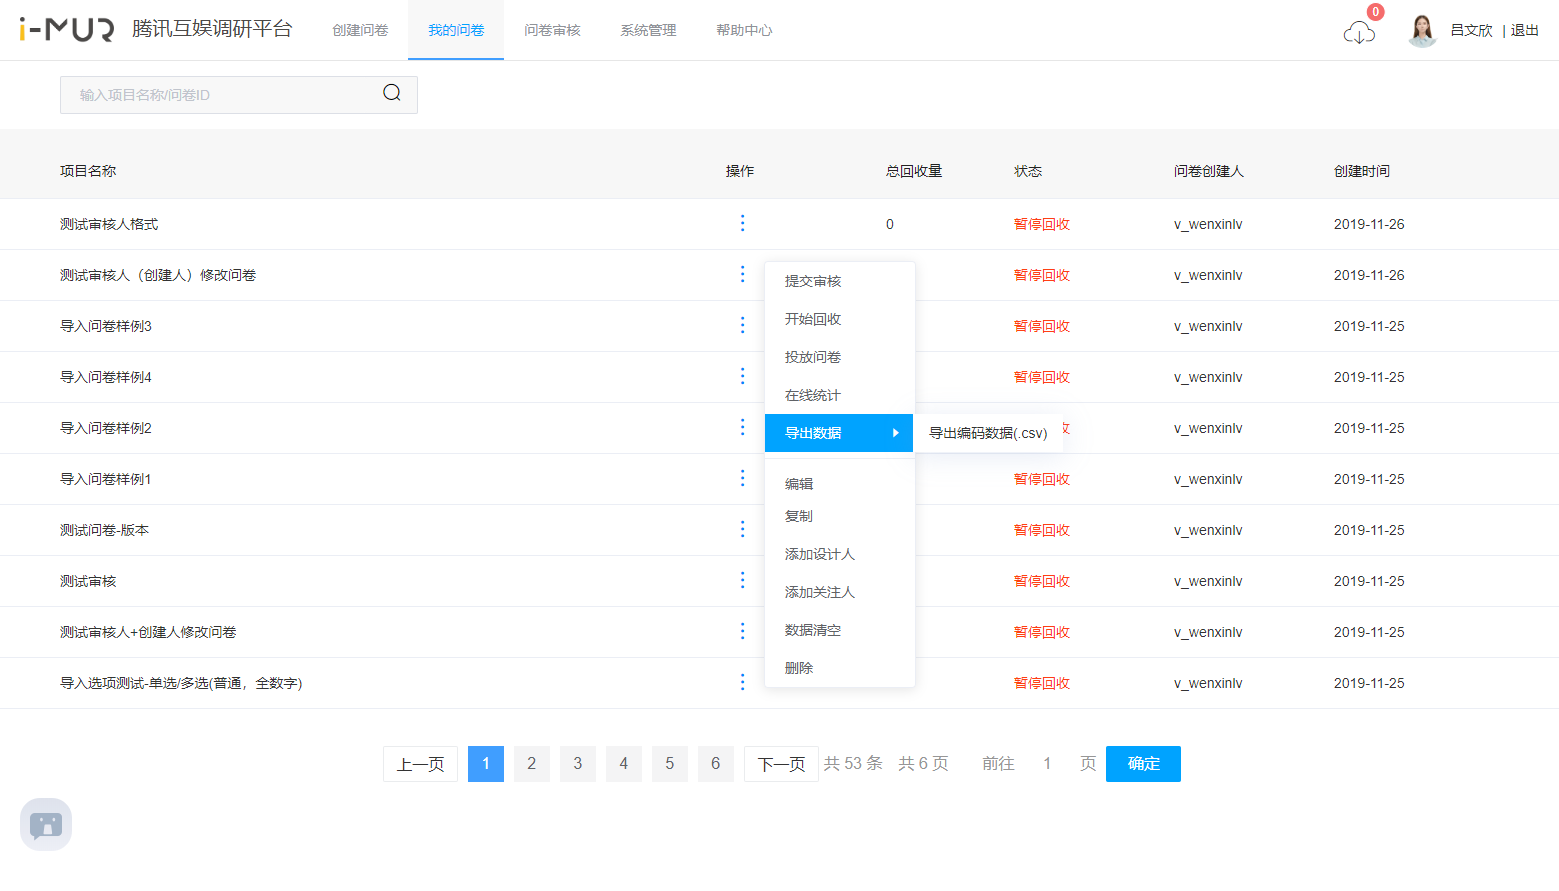 i-MUR 腾讯互娱调研平台 创建问卷 我的问卷 问卷审核 系统管理 帮助中心 0 吕文欣 | 退出
输入项目名称/问卷ID
项目名称 操作 总回收量 状态 问卷创建人 创建时间
测试审核人格式 0 暂停回收 v_wenxinlv 2019-11-26
测试审核人（创建人）修改问卷 暂停回收 v_wenxinlv 2019-11-26
导入问卷样例3 暂停回收 v_wenxinlv 2019-11-25
导入问卷样例4 暂停回收 v_wenxinlv 2019-11-25
导入问卷样例2 收 v_wenxinlv 2019-11-25
导入问卷样例1 暂停回收 v_wenxinlv 2019-11-25
测试问卷-版本 暂停回收 v_wenxinlv 2019-11-25
测试审核 暂停回收 v_wenxinlv 2019-11-25
测试审核人+创建人修改问卷 暂停回收 v_wenxinlv 2019-11-25
导入选项测试-单选/多选(普通，全数字) 暂停回收 v_wenxinlv 2019-11-25
提交审核
开始回收
投放问卷
在线统计
导出数据 导出编码数据(.csv)
编辑
复制
添加设计人
添加关注人
数据清空
删除
上一页 1 2 3 4 5 6 下一页 共 53 条 共 6 页 前往 1 页 确定